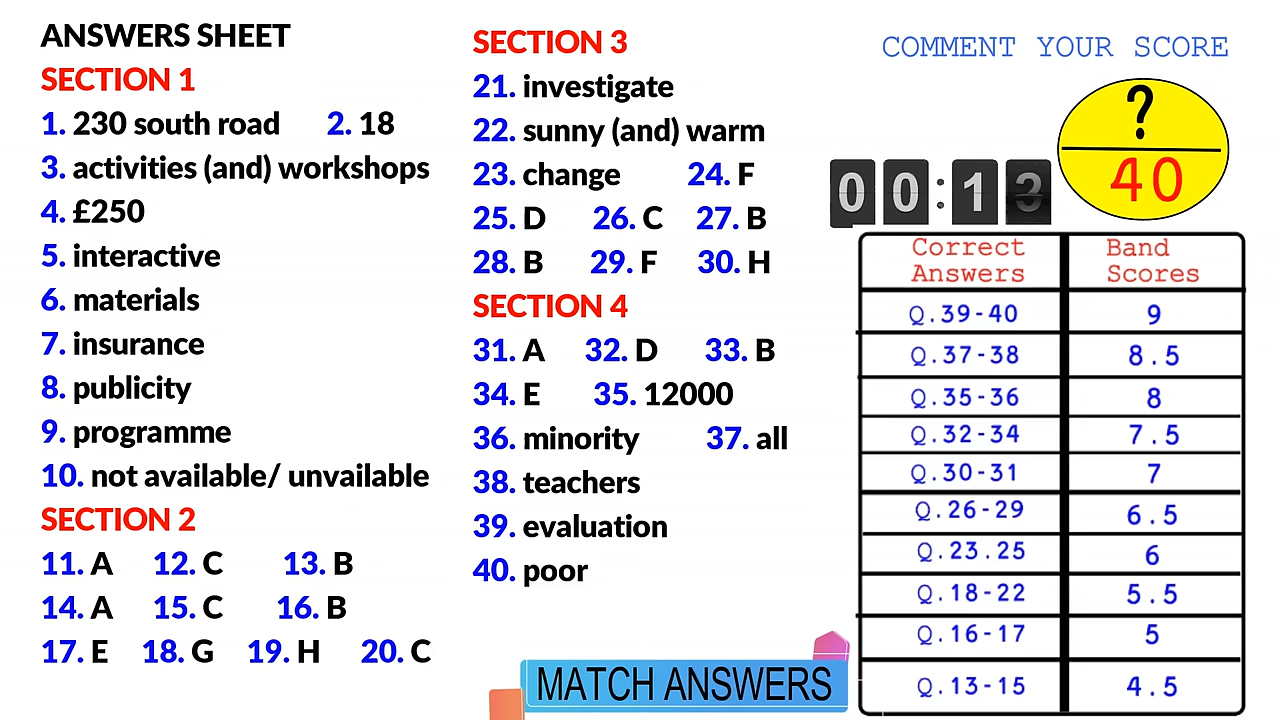 ANSWERS SHEET
SECTION 1
1. 230 south road 2. 18
3. activities (and) workshops
4. £250
5. interactive
6. materials
7. insurance
8. publicity
9. programme
10. not available/ unvailable
SECTION 2
11. A 12. C 13. B
14. A 15. C 16. B
17. E 18. G 19. H 20. C
SECTION 3
21. investigate
22. sunny (and) warm
23. change 24. F
25. D 26. C 27. B
28. B 29. F 30. H
SECTION 4
31. A 32. D 33. B
34. E 35. 12000
36. minority 37. all
38. teachers
39. evaluation
40. poor
MATCH ANSWERS
COMMENT YOUR SCORE
?
40
00:13
Correct Answers Band Scores
Q.39-40 9
Q.37-38 8.5
Q.35-36 8
Q.32-34 7.5
Q.30-31 7
Q.26-29 6.5
Q.23.25 6
Q.18-22 5.5
Q.16-17 5
Q.13-15 4.5